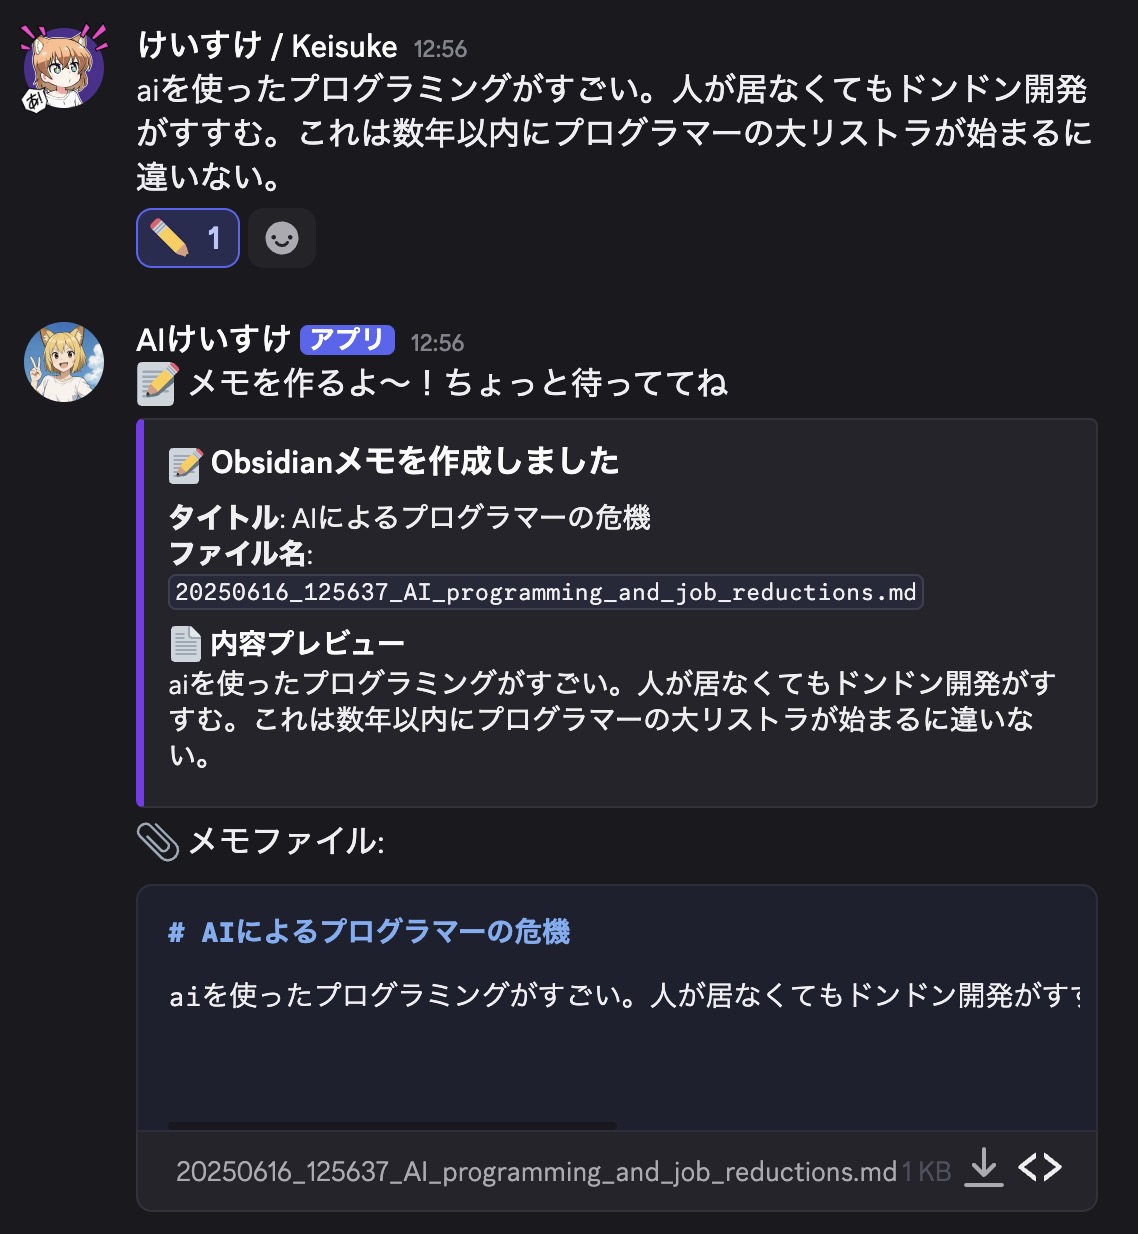 けいすけ / Keisuke 12:56
aiを使ったプログラミングがすごい。人が居なくてもドンドン開発
がすすむ。これは数年以内にプログラマーの大リストラが始まるに
違いない。
✏️ 1
あ
AIけいすけ アプリ 12:56
📝 メモを作るよ〜！ちょっと待っててね
📝 Obsidianメモを作成しました
タイトル: AIによるプログラマーの危機
ファイル名:
20250616_125637_AI_programming_and_job_reductions.md
📄 内容プレビュー
aiを使ったプログラミングがすごい。人が居なくてもドンドン開発がす
すむ。これは数年以内にプログラマーの大リストラが始まるに違いな
い。
📎 メモファイル:
# AIによるプログラマーの危機
aiを使ったプログラミングがすごい。人が居なくてもドンドン開発がすす
20250616_125637_AI_programming_and_job_reductions.md 1 KB